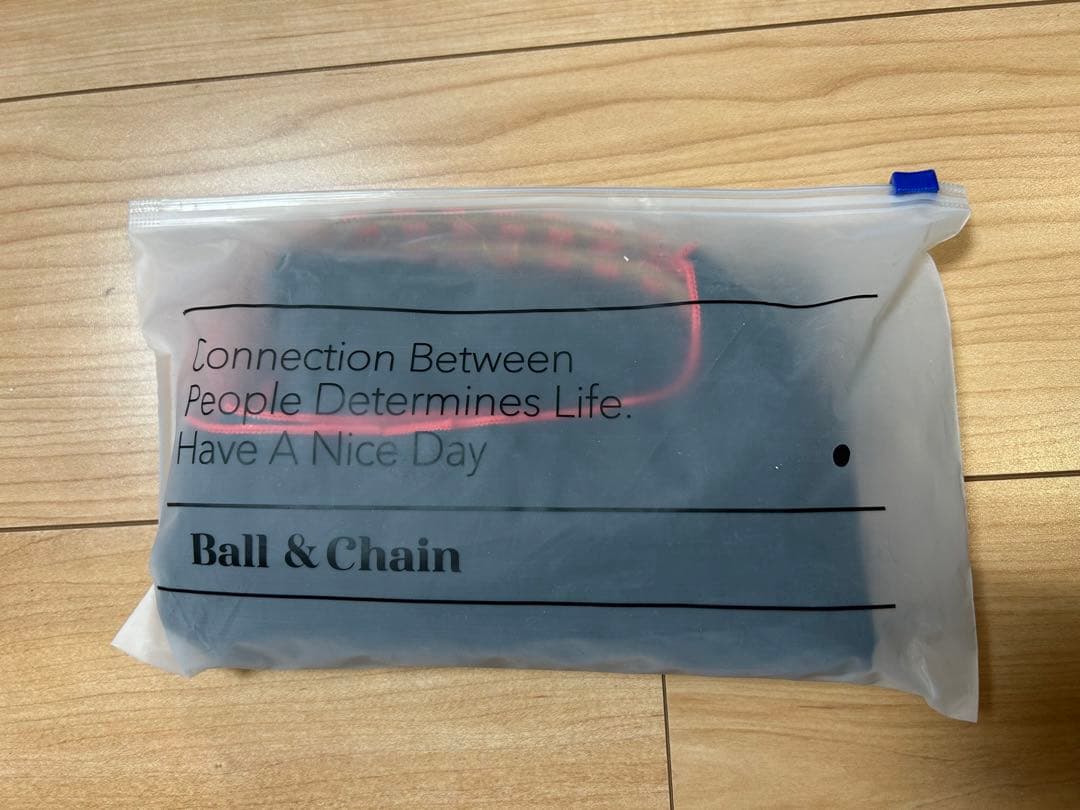 Connection Between
People Determines Life.
Have A Nice Day
Ball & Chain